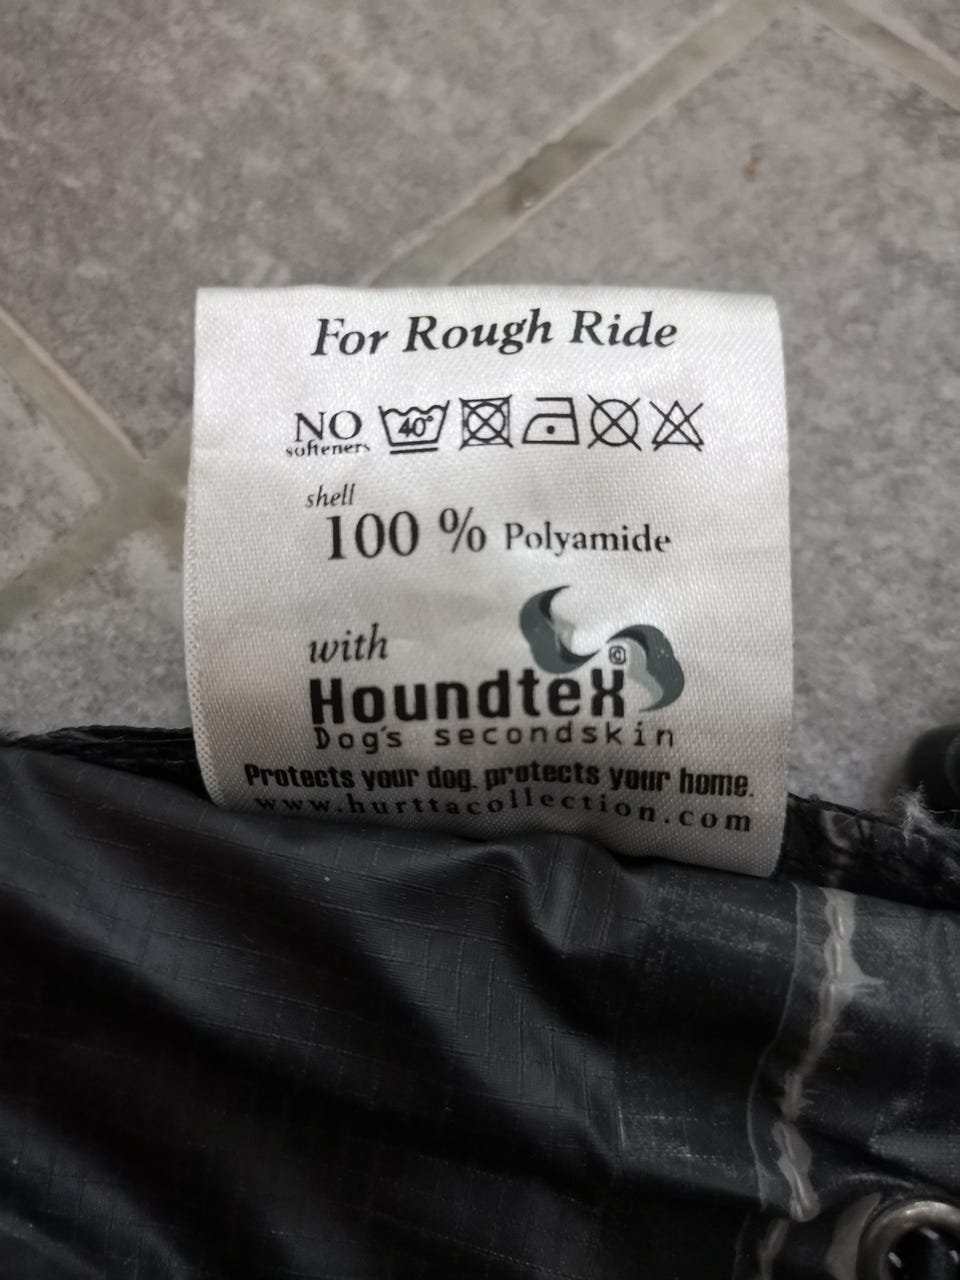 For Rough Ride
NO
softeners
40°
shell
100 % Polyamide
with
©
Houndtex
Dog's secondskin
Protects your dog, protects your home.
www.hurttacollection.com